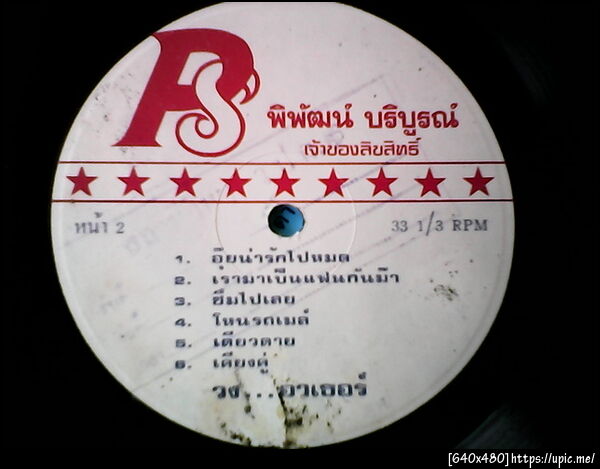 PS
พิพัฒน์ บริบูรณ์
เจ้าของลิขสิทธิ์
หน้า 2
33 1/3 RPM
1. อุ๊ยน่ารักไปหมด
2. เรามาเป็นแฟนกันม๊า
3. ซึมไปเลย
4. โหนรถเมล์
5. เดียวดาย
6. เคียงคู่
วง...อาเธอร์
[640x480]https://upic.me/